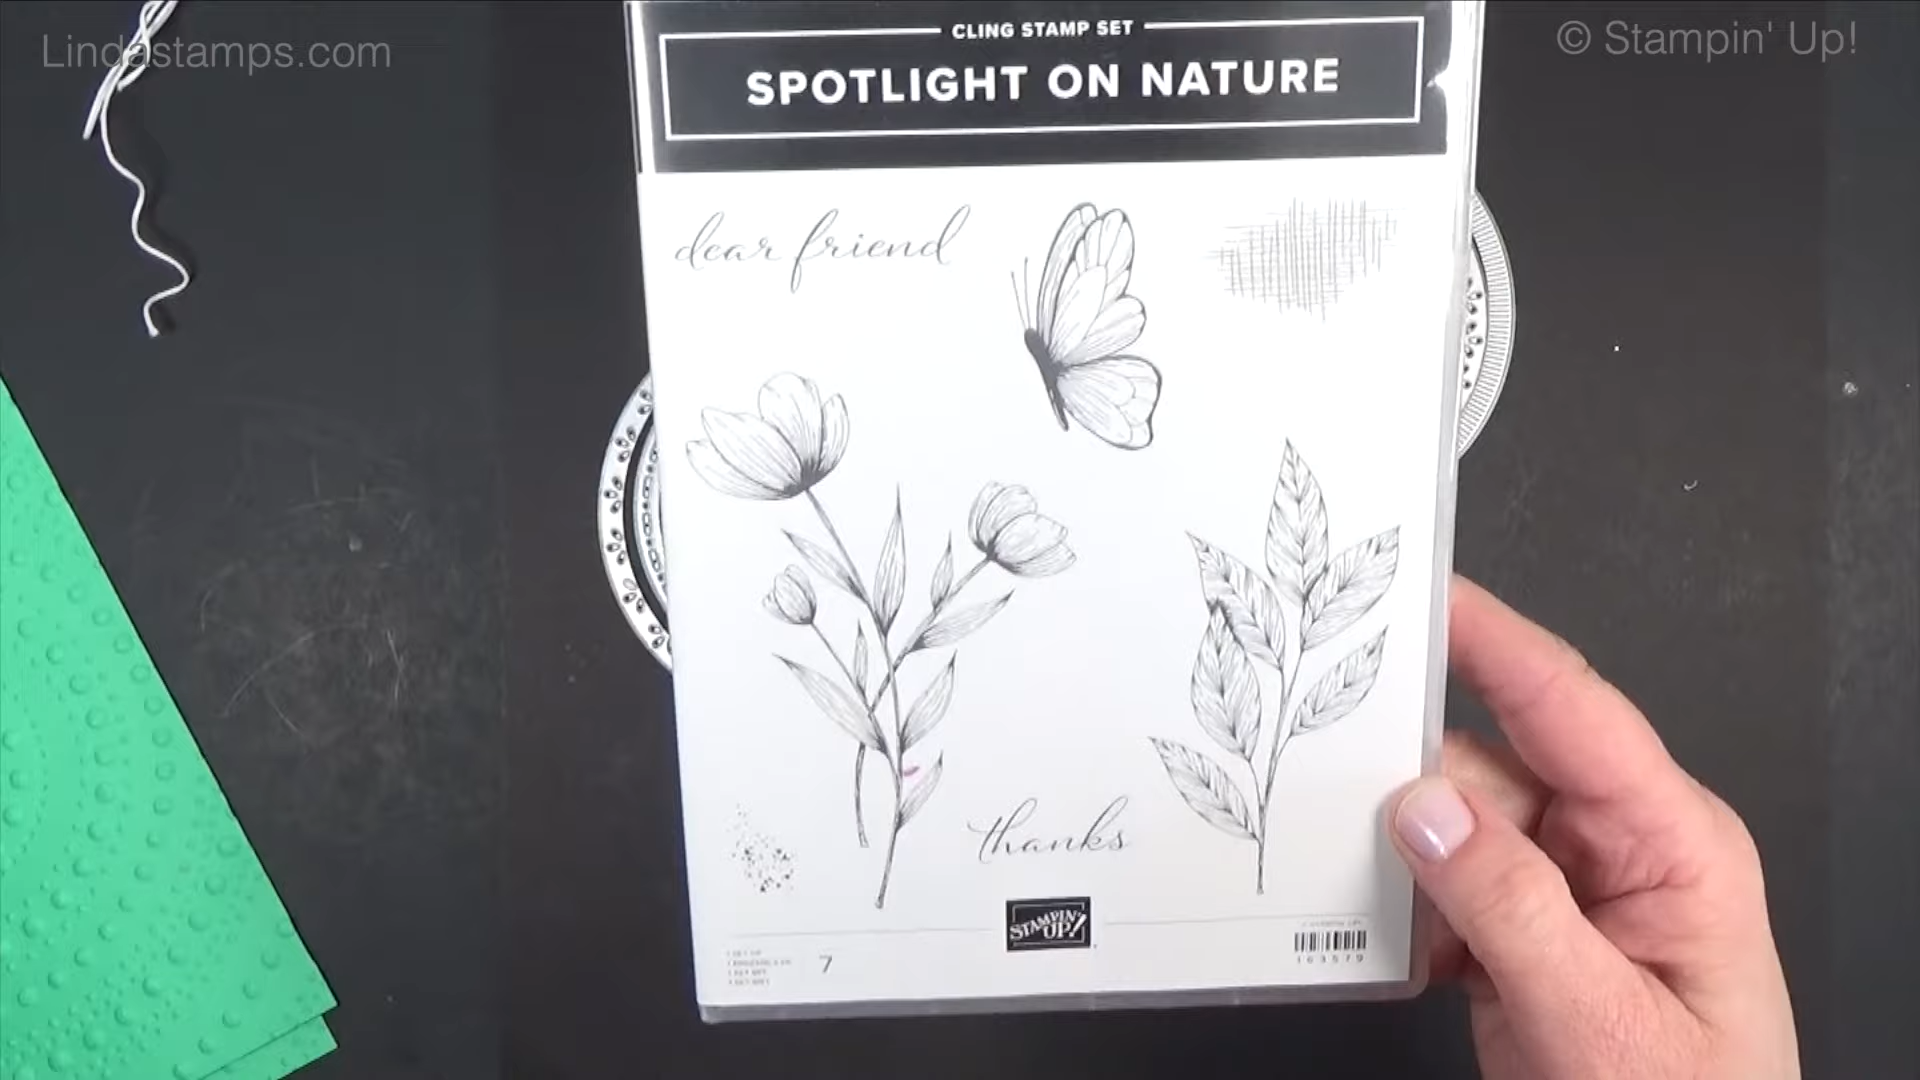 Lindastamps.com
© Stampin' Up!
CLING STAMP SET
SPOTLIGHT ON NATURE
dear friend
thanks
STAMPIN' UP!
7
163579